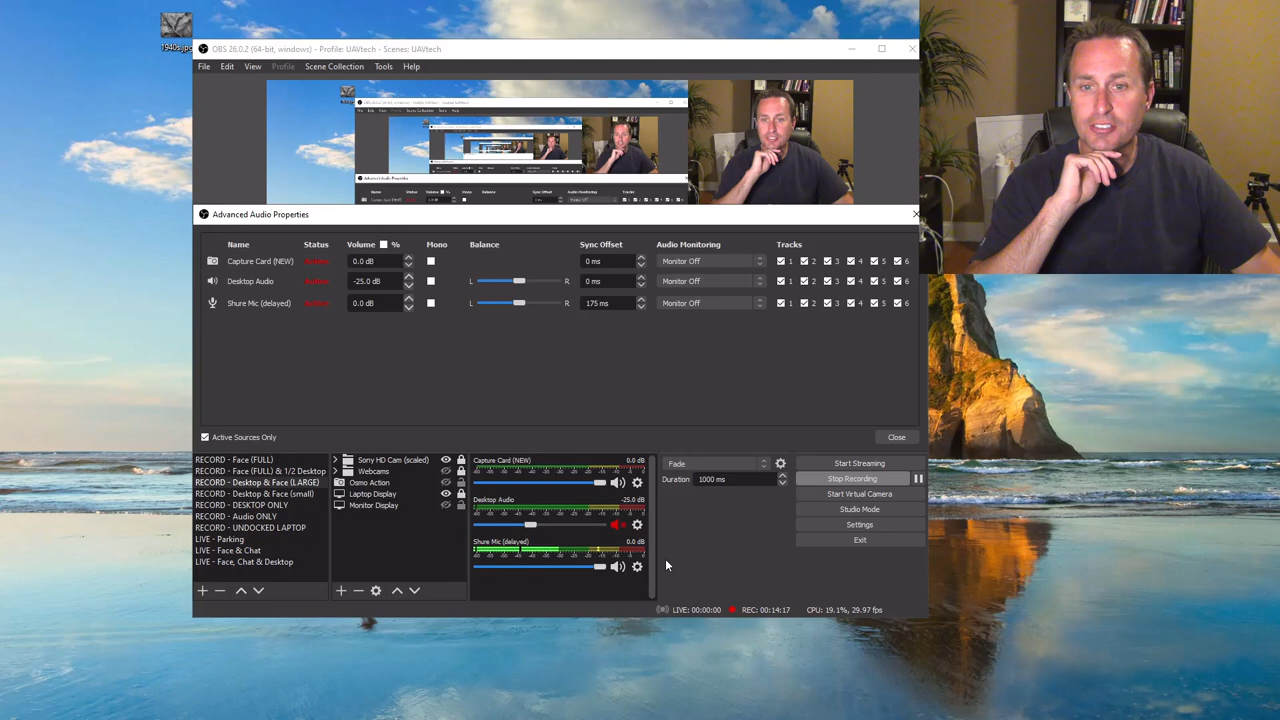 1940s.jpg
OBS 26.0.2 (64-bit, windows) - Profile: UAVtech - Scenes: UAVtech
File Edit View Profile Scene Collection Tools Help
Advanced Audio Properties
Name Status Volume % Mono Balance Sync Offset Audio Monitoring Tracks
Capture Card (NEW) 0.0 dB 0 ms Monitor Off 1 2 3 4 5 6
Desktop Audio -25.0 dB L R 0 ms Monitor Off 1 2 3 4 5 6
Shure Mic (delayed) 0.0 dB L R 175 ms Monitor Off 1 2 3 4 5 6
Active Sources Only Close
RECORD - Face (FULL)
RECORD - Face (FULL) & 1/2 Desktop
RECORD - Desktop & Face (LARGE)
RECORD - Desktop & Face (small)
RECORD - DESKTOP ONLY
RECORD - Audio ONLY
RECORD - UNDOCKED LAPTOP
LIVE - Parking
LIVE - Face & Chat
LIVE - Face, Chat & Desktop
Sony HD Cam (scaled)
Webcams
Osmo Action
Laptop Display
Monitor Display
Capture Card (NEW) 0.0 dB
Desktop Audio -25.0 dB
Shure Mic (delayed) 0.0 dB
Fade
Duration 1000 ms
Start Streaming
Stop Recording
Start Virtual Camera
Studio Mode
Settings
Exit
LIVE: 00:00:00 REC: 00:14:17 CPU: 19.1%, 29.97 fps